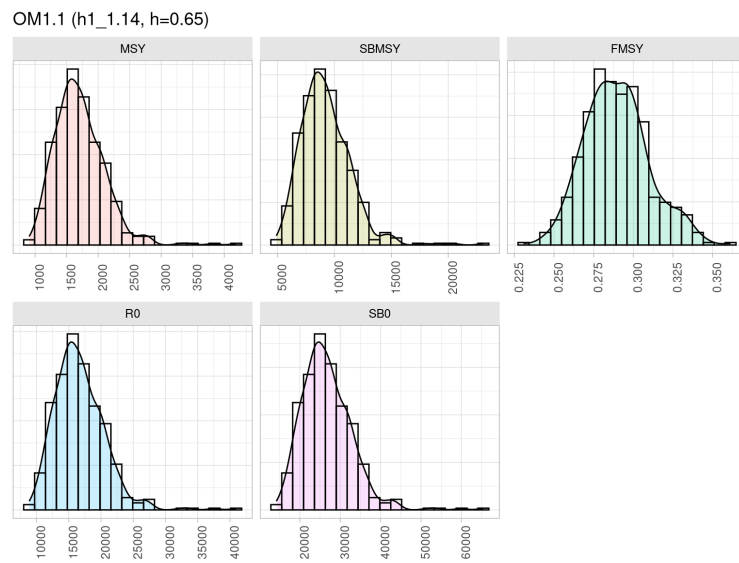 OM1.1 (h1_1.14, h=0.65)
MSY SBMSY FMSY
1000 1500 2000 2500 3000 3500 4000
5000 10000 15000 20000
0.225 0.250 0.275 0.300 0.325 0.350
R0 SB0
10000 15000 20000 25000 30000 35000 40000
20000 30000 40000 50000 60000